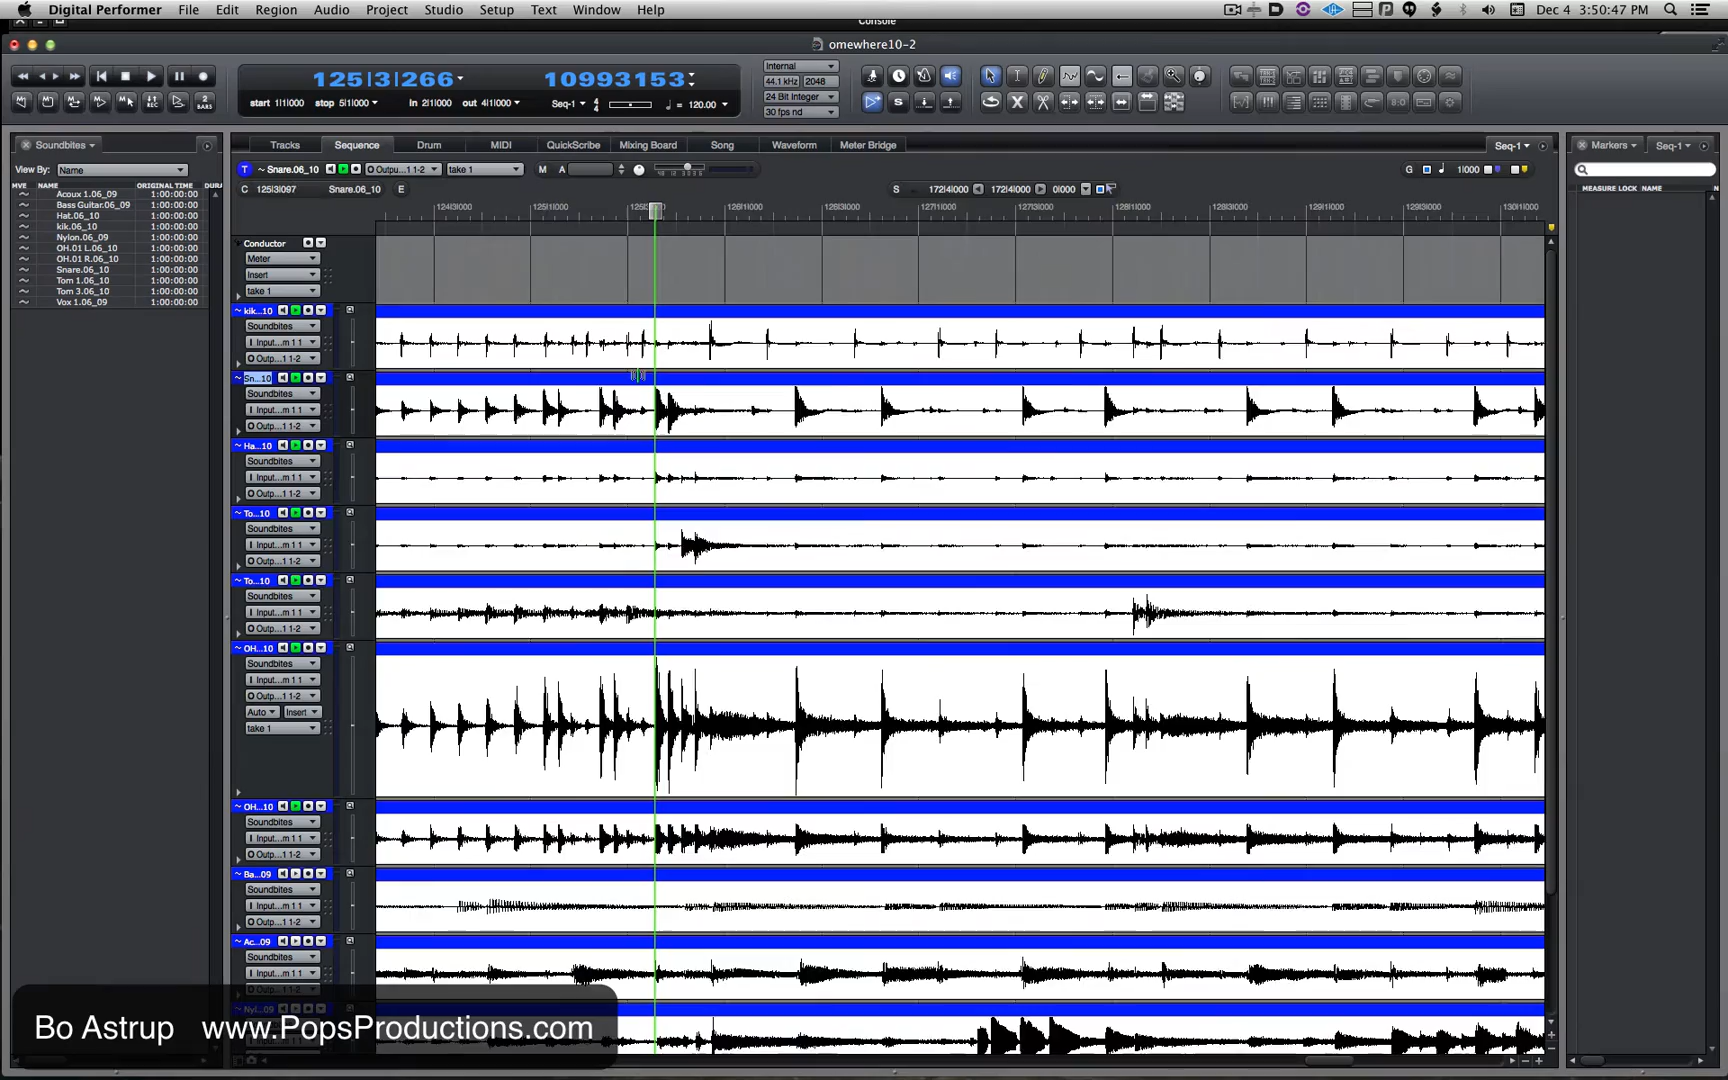 Digital Performer File Edit Region Audio Project Studio Setup Text Window Help
Dec 4 3:50:47 PM
Console
omewhere10-2
125|3|266 10993153
start 1|1|000 stop 5|1|000 in 2|1|000 out 4|1|000 Seq-1 4 4 = 120.00
2 BARS
Internal
44.1 kHz 2048
24 Bit Integer
30 fps nd
Soundbites
View By: Name
MVE NAME ORIGINAL TIME DURA
Acoux 1.06_09 1:00:00:00
Bass Guitar.06_09 1:00:00:00
Hat.06_10 1:00:00:00
kik.06_10 1:00:00:00
Nylon.06_09 1:00:00:00
OH.01 L.06_10 1:00:00:00
OH.01 R.06_10 1:00:00:00
Snare.06_10 1:00:00:00
Tom 1.06_10 1:00:00:00
Tom 3.06_10 1:00:00:00
Vox 1.06_09 1:00:00:00
Tracks Sequence Drum MIDI QuickScribe Mixing Board Song Waveform Meter Bridge Seq-1
T Snare.06_10 Outpu...1 1-2 take 1 M A G 1|000
C 125|3|097 Snare.06_10 E S 172|4|000 172|4|000 0|000
124|3|000 125|1|000 126|1|000 126|3|000 127|1|000 127|3|000 128|1|000 128|3|000 129|1|000 129|3|000 130|1|000
Conductor
Meter
Insert
take 1
kik...10
Soundbites
I Input...m 1 1
O Outp...1 1-2
Sn...10
Soundbites
I Input...m 1 1
O Outp...1 1-2
Ha...10
Soundbites
I Input...m 1 1
O Outp...1 1-2
To...10
Soundbites
I Input...m 1 1
O Outp...1 1-2
To...10
Soundbites
I Input...m 1 1
O Outp...1 1-2
OH...10
Soundbites
I Input...m 1 1
O Outp...1 1-2
Auto Insert
take 1
OH...10
Soundbites
I Input...m 1 1
O Outp...1 1-2
Ba...09
Soundbites
I Input...m 1 1
O Outp...1 1-2
Ac...09
Soundbites
I Input...m 1 1
Markers Seq-1
MEASURE LOCK NAME
Bo Astrup www.PopsProductions.com